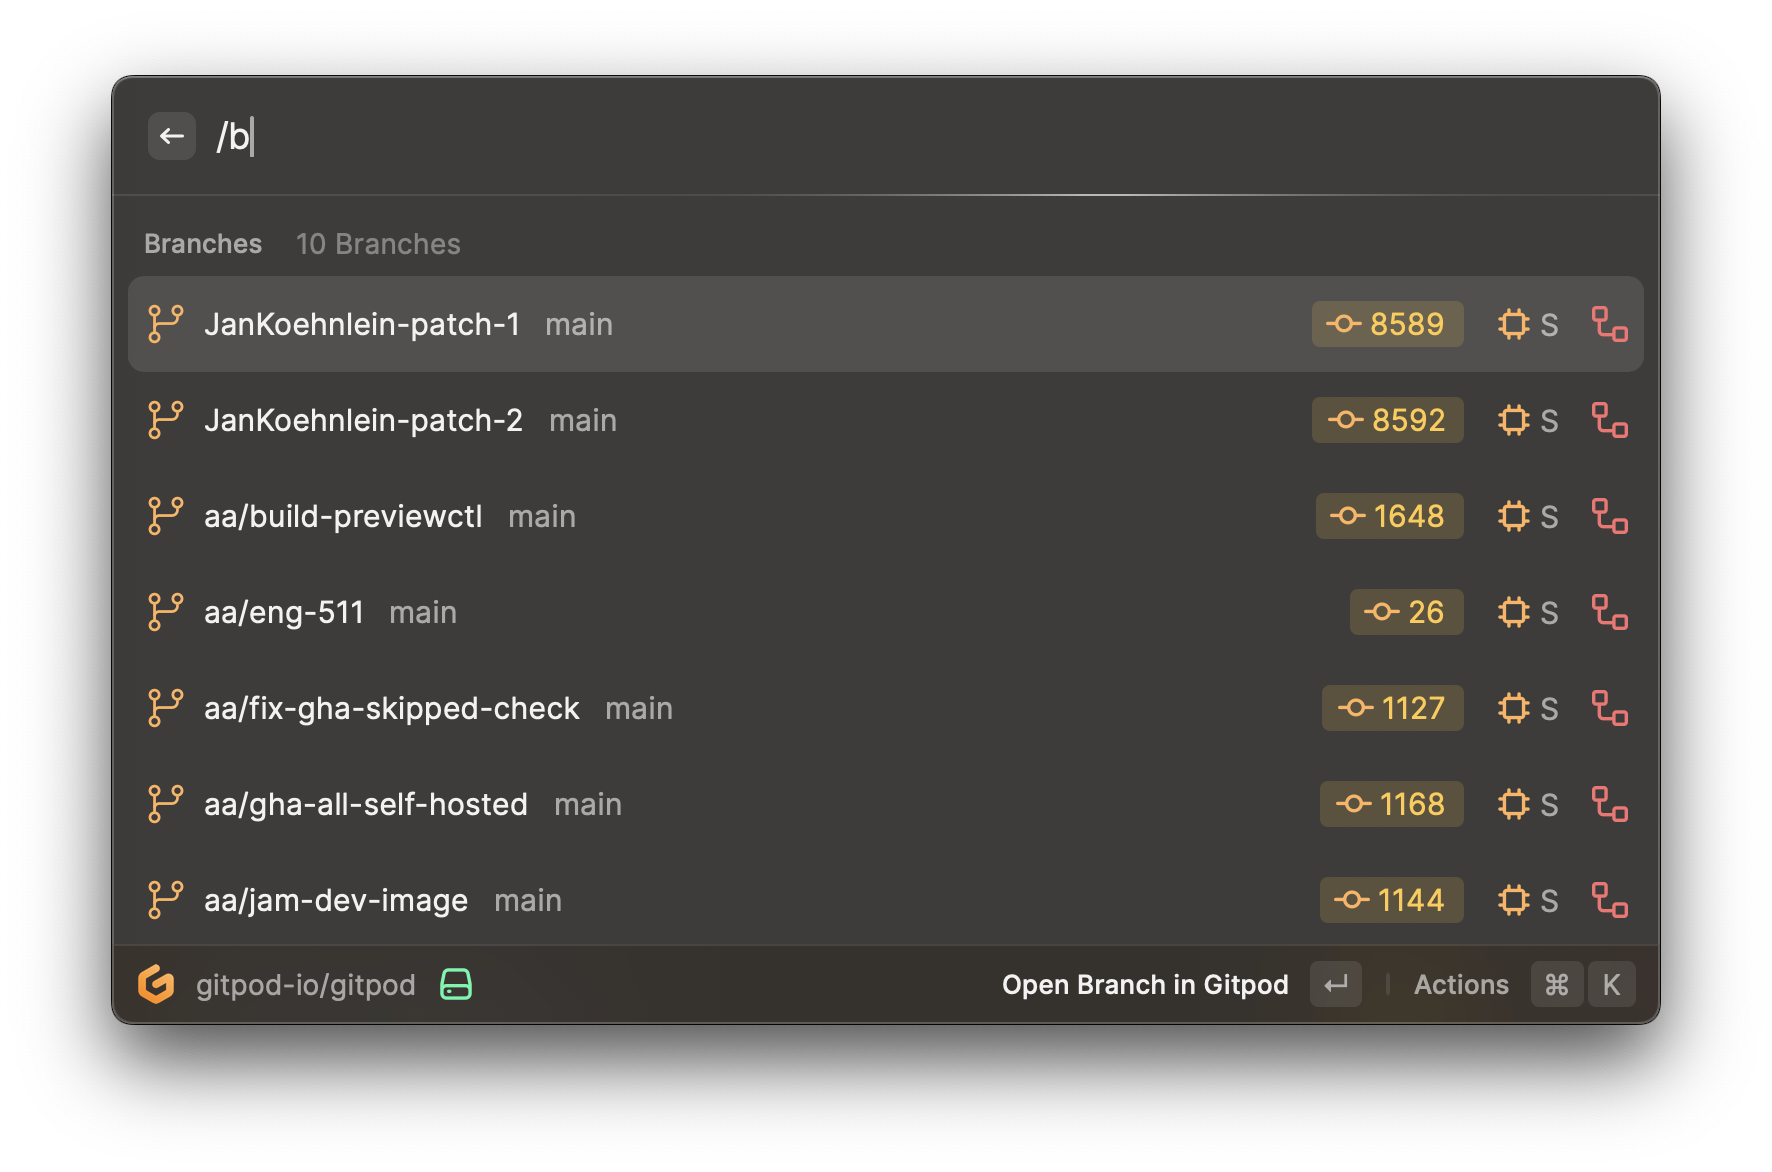 /b
Branches 10 Branches
JanKoehnlein-patch-1 main 8589 S
JanKoehnlein-patch-2 main 8592 S
aa/build-previewctl main 1648 S
aa/eng-511 main 26 S
aa/fix-gha-skipped-check main 1127 S
aa/gha-all-self-hosted main 1168 S
aa/jam-dev-image main 1144 S
gitpod-io/gitpod Open Branch in Gitpod ↵ Actions ⌘ K